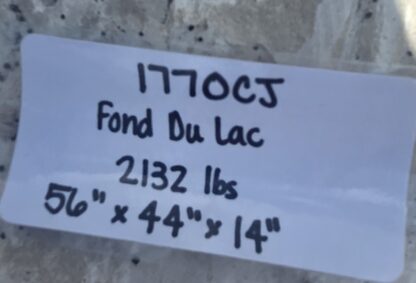 1770CJ
Fond Du Lac
2132 lbs
56" x 44" x 14"